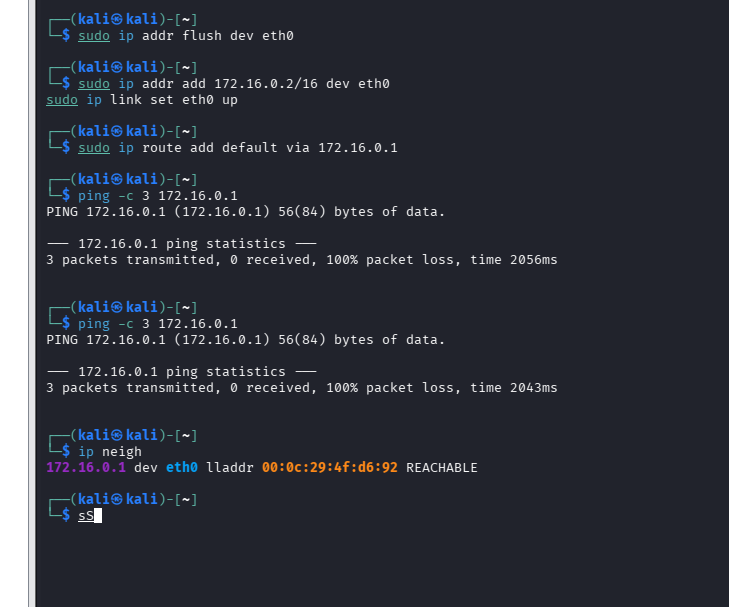 ┌──(kali㉿kali)-[~]
└─$ sudo ip addr flush dev eth0
┌──(kali㉿kali)-[~]
└─$ sudo ip addr add 172.16.0.2/16 dev eth0
sudo ip link set eth0 up
┌──(kali㉿kali)-[~]
└─$ sudo ip route add default via 172.16.0.1
┌──(kali㉿kali)-[~]
└─$ ping -c 3 172.16.0.1
PING 172.16.0.1 (172.16.0.1) 56(84) bytes of data.
--- 172.16.0.1 ping statistics ---
3 packets transmitted, 0 received, 100% packet loss, time 2056ms
┌──(kali㉿kali)-[~]
└─$ ping -c 3 172.16.0.1
PING 172.16.0.1 (172.16.0.1) 56(84) bytes of data.
--- 172.16.0.1 ping statistics ---
3 packets transmitted, 0 received, 100% packet loss, time 2043ms
┌──(kali㉿kali)-[~]
└─$ ip neigh
172.16.0.1 dev eth0 lladdr 00:0c:29:4f:d6:92 REACHABLE
┌──(kali㉿kali)-[~]
└─$ sS